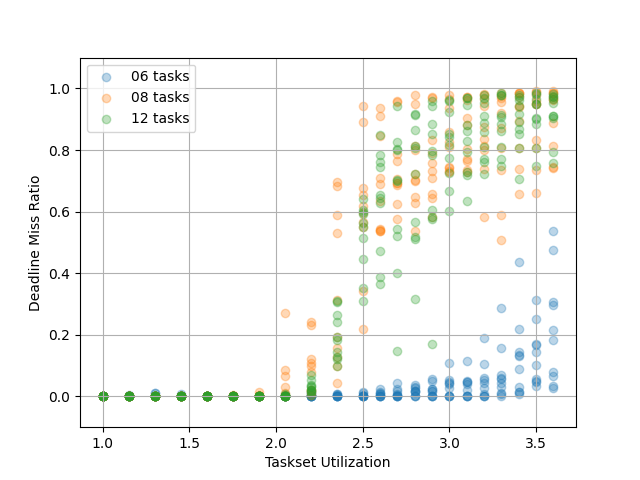 06 tasks
08 tasks
12 tasks
Deadline Miss Ratio
1.0
0.8
0.6
0.4
0.2
0.0
1.0 1.5 2.0 2.5 3.0 3.5
Taskset Utilization